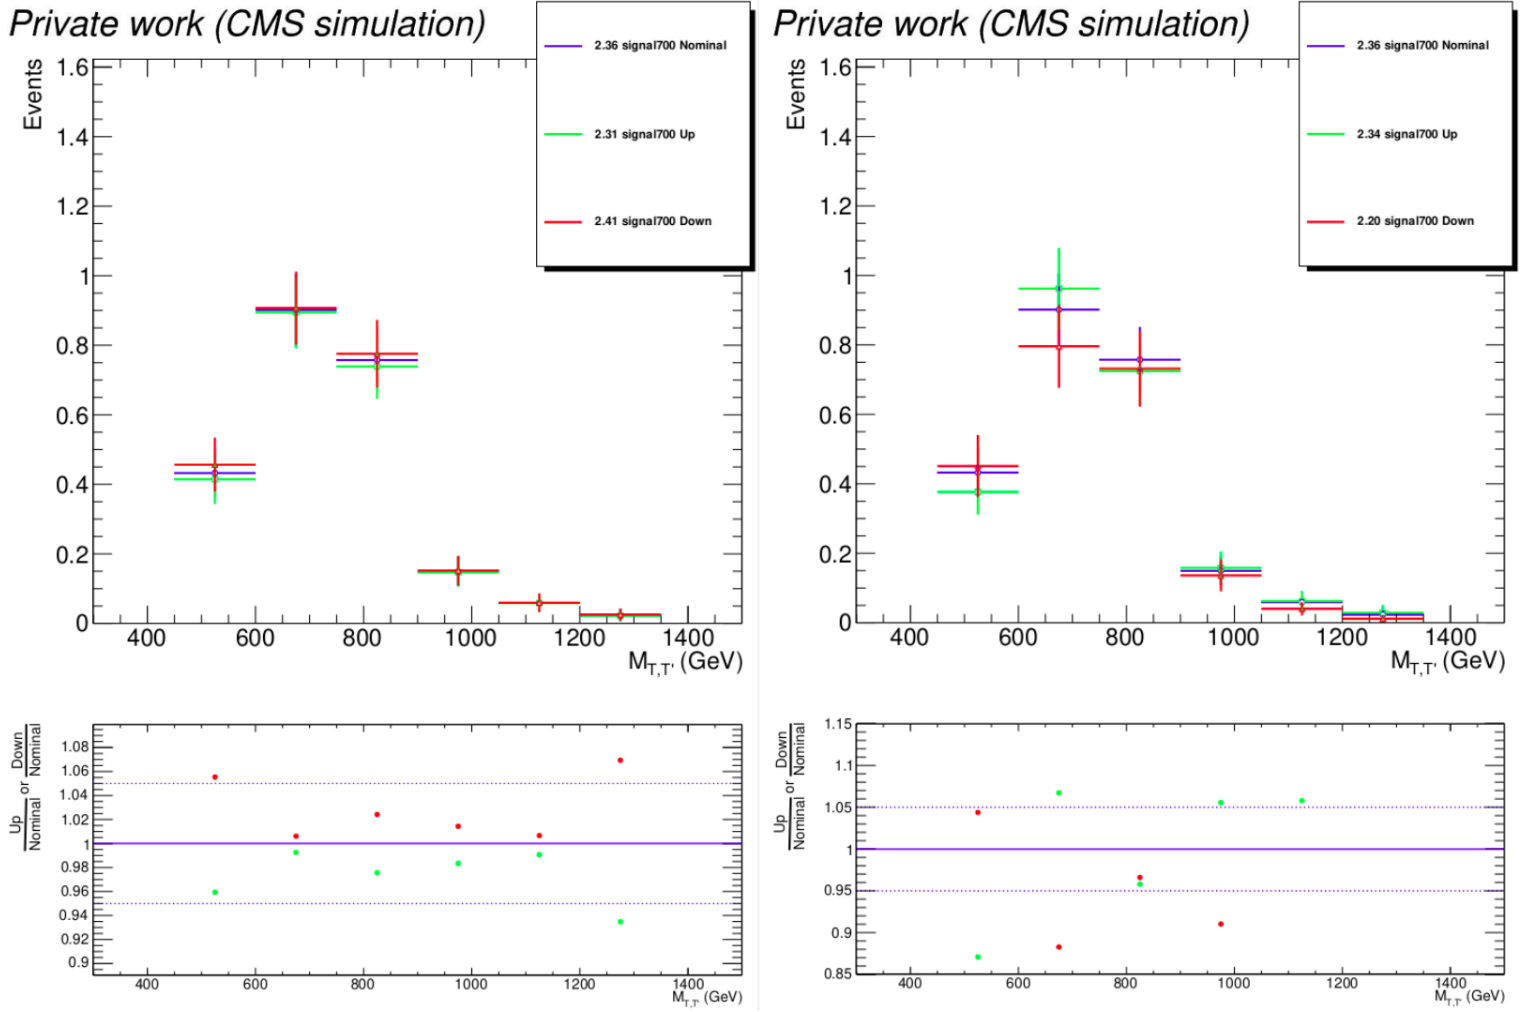 Private work (CMS simulation)
2.36 signal700 Nominal
2.31 signal700 Up
2.41 signal700 Down
Events
1.6
1.4
1.2
1
0.8
0.6
0.4
0.2
0
400 600 800 1000 1200 1400
M_T,T' (GeV)
Up/Nominal or Down/Nominal
1.08
1.06
1.04
1.02
1
0.98
0.96
0.94
0.92
0.9
400 600 800 1000 1200 1400
M_T,T' (GeV)
Private work (CMS simulation)
2.36 signal700 Nominal
2.34 signal700 Up
2.20 signal700 Down
Events
1.6
1.4
1.2
1
0.8
0.6
0.4
0.2
0
400 600 800 1000 1200 1400
M_T,T' (GeV)
Up/Nominal or Down/Nominal
1.15
1.1
1.05
1
0.95
0.9
0.85
400 600 800 1000 1200 1400
M_T,T' (GeV)